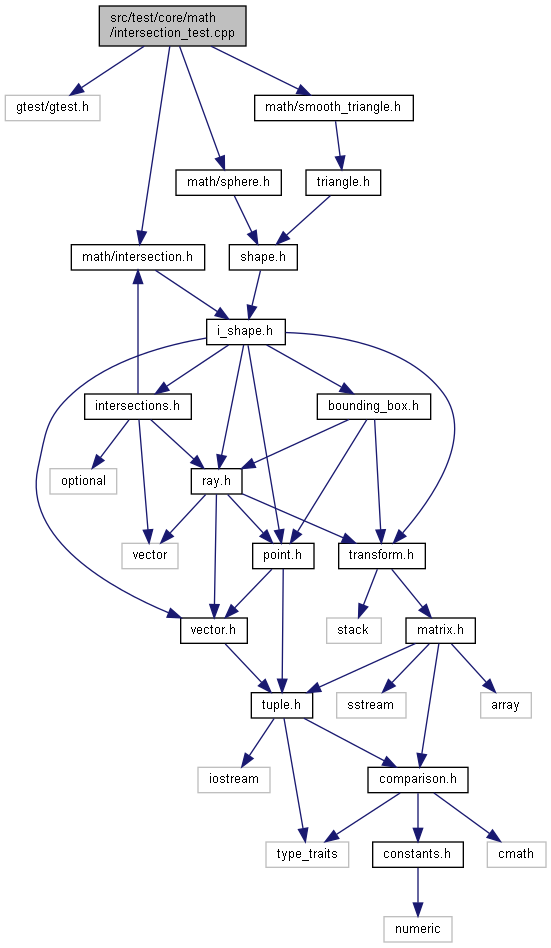 src/test/core/math
/intersection_test.cpp
gtest/gtest.h
math/smooth_triangle.h
math/sphere.h
triangle.h
math/intersection.h
shape.h
i_shape.h
intersections.h
bounding_box.h
optional
ray.h
vector
point.h
transform.h
vector.h
stack
matrix.h
tuple.h
sstream
array
iostream
comparison.h
type_traits
constants.h
cmath
numeric